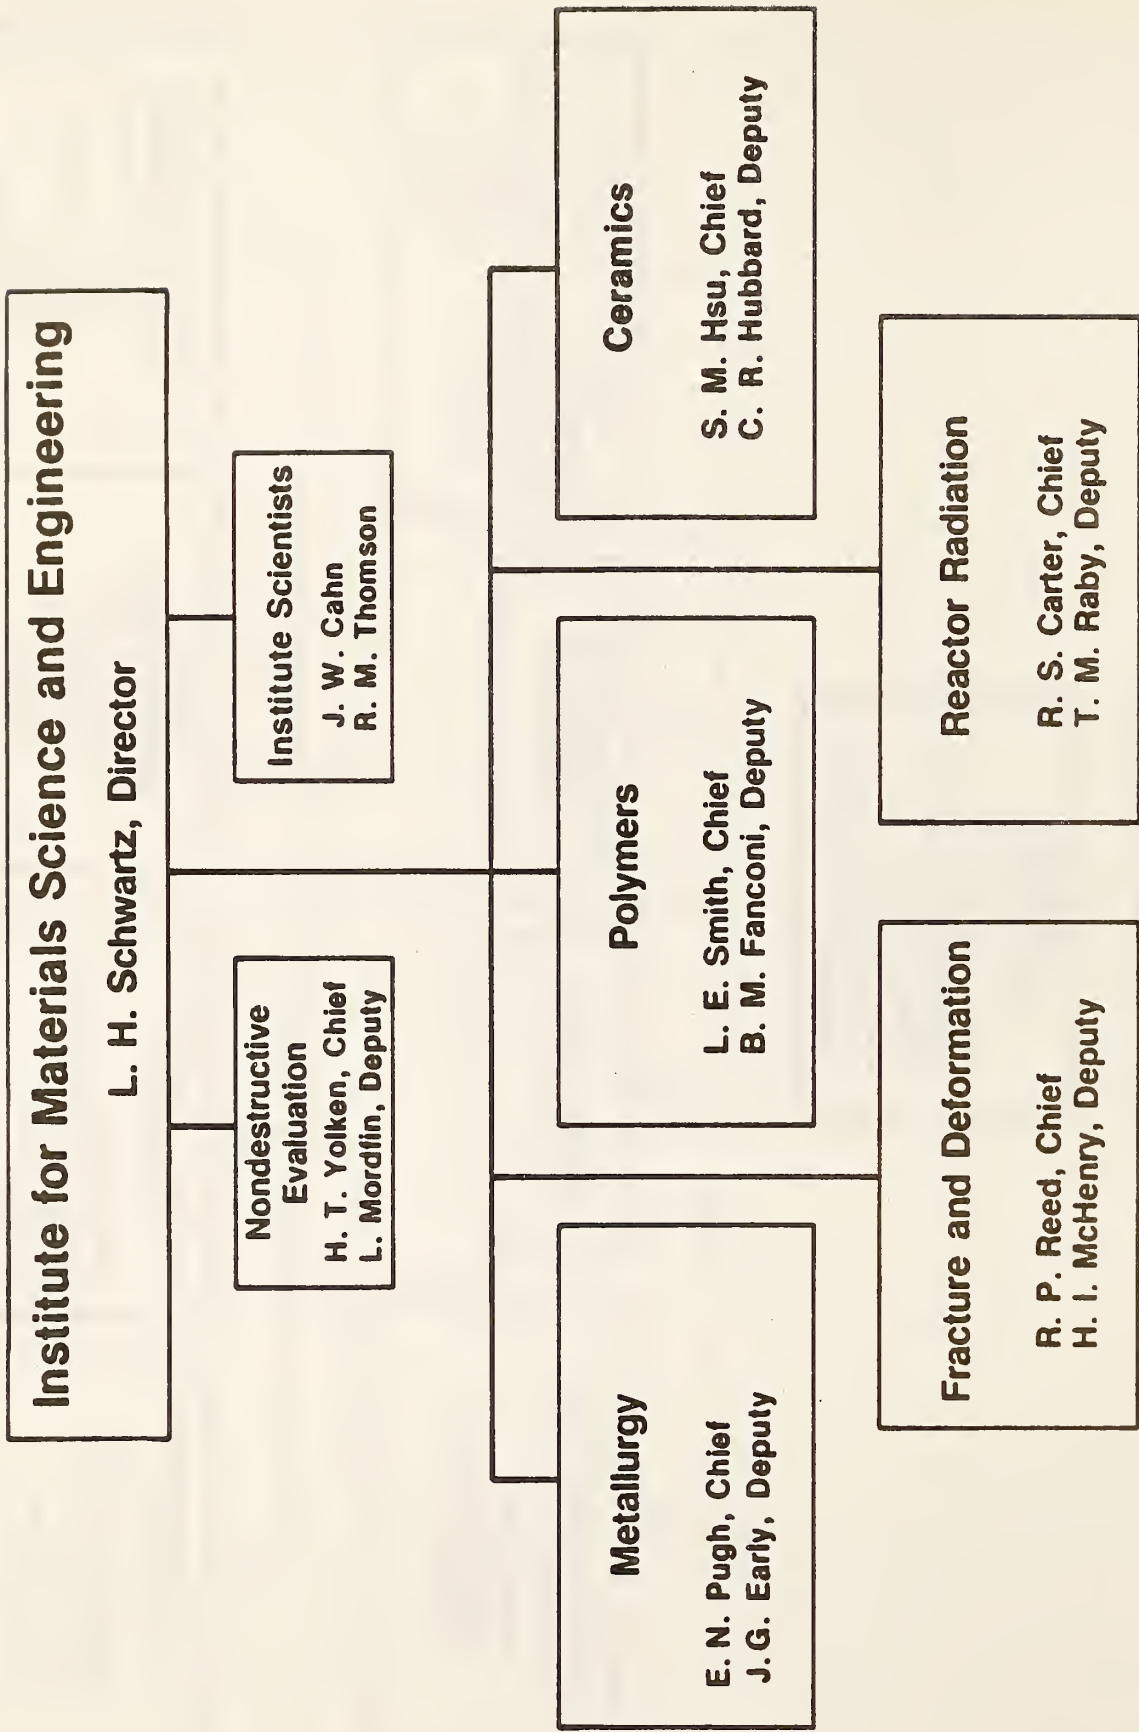 Institute for Materials Science and Engineering
L. H. Schwartz, Director
Nondestructive
Evaluation
H. T. Yolken, Chief
L. Mordfin, Deputy
Institute Scientists
J. W. Cahn
R. M. Thomson
Metallurgy
E. N. Pugh, Chief
J. G. Early, Deputy
Polymers
L. E. Smith, Chief
B. M. Fanconi, Deputy
Ceramics
S. M. Hsu, Chief
C. R. Hubbard, Deputy
Fracture and Deformation
R. P. Reed, Chief
H. I. McHenry, Deputy
Reactor Radiation
R. S. Carter, Chief
T. M. Raby, Deputy